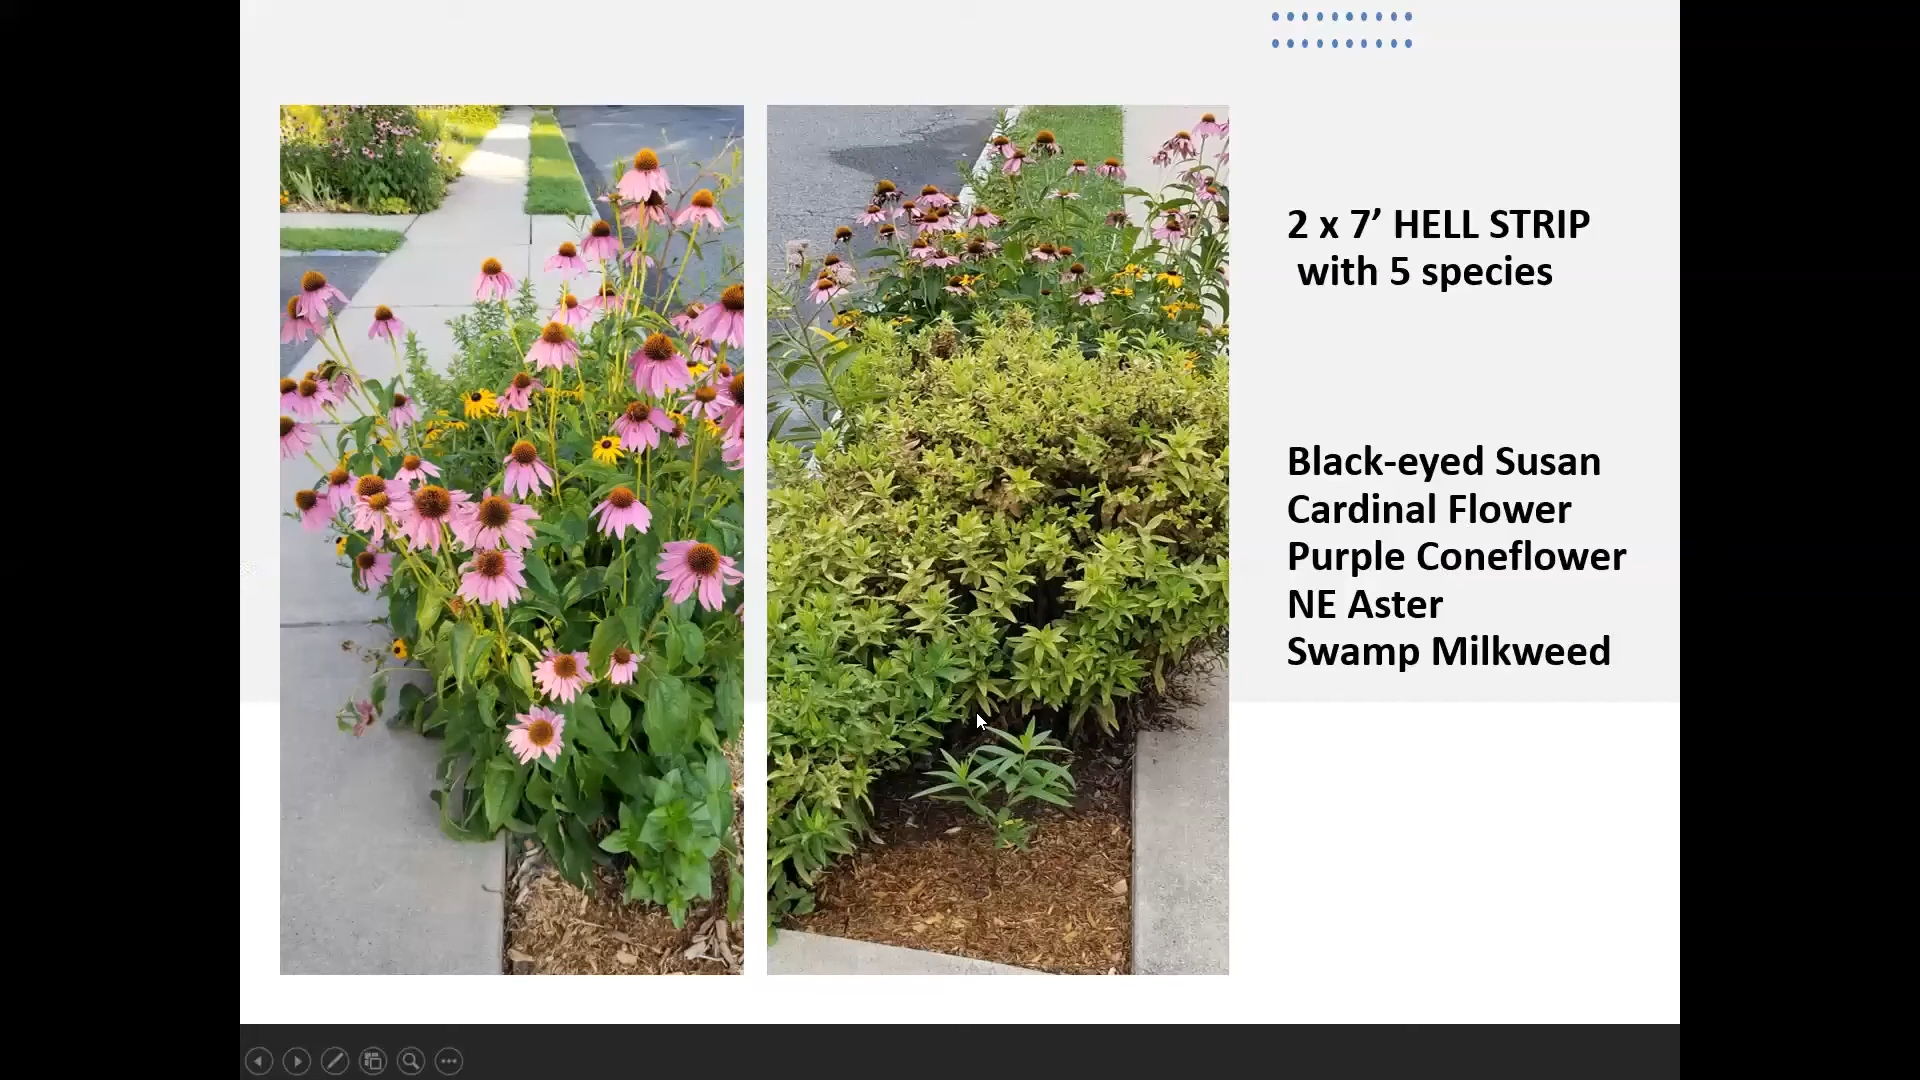 2 x 7’ HELL STRIP
with 5 species
Black-eyed Susan
Cardinal Flower
Purple Coneflower
NE Aster
Swamp Milkweed